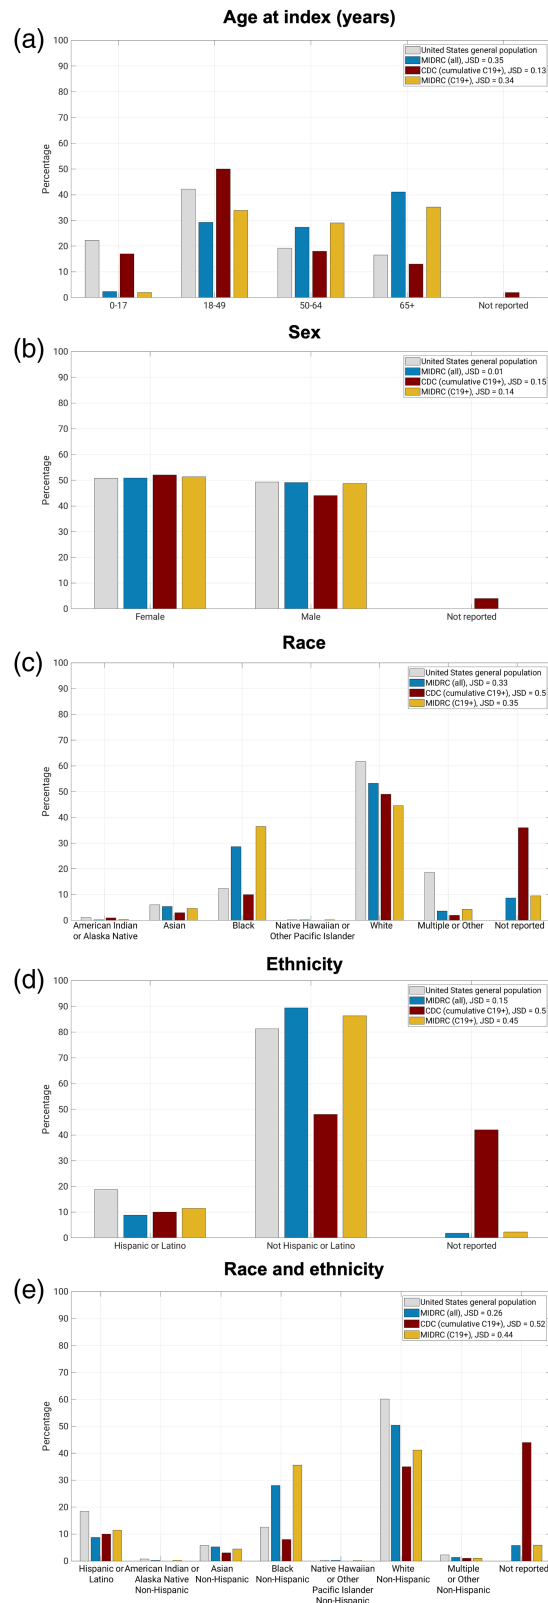 (a)
Age at index (years)
United States general population
MIDRC (all), JSD = 0.35
CDC (cumulative C19+), JSD = 0.13
MIDRC (C19+), JSD = 0.34
Percentage
100
90
80
70
60
50
40
30
20
10
0
0-17
18-49
50-64
65+
Not reported
(b)
Sex
United States general population
MIDRC (all), JSD = 0.01
CDC (cumulative C19+), JSD = 0.15
MIDRC (C19+), JSD = 0.14
Percentage
100
90
80
70
60
50
40
30
20
10
0
Female
Male
Not reported
(c)
Race
United States general population
MIDRC (all), JSD = 0.33
CDC (cumulative C19+), JSD = 0.5
MIDRC (C19+), JSD = 0.35
Percentage
100
90
80
70
60
50
40
30
20
10
0
American Indian
or Alaska Native
Asian
Black
Native Hawaiian or
Other Pacific Islander
White
Multiple or Other
Not reported
(d)
Ethnicity
United States general population
MIDRC (all), JSD = 0.15
CDC (cumulative C19+), JSD = 0.5
MIDRC (C19+), JSD = 0.45
Percentage
100
90
80
70
60
50
40
30
20
10
0
Hispanic or Latino
Not Hispanic or Latino
Not reported
(e)
Race and ethnicity
United States general population
MIDRC (all), JSD = 0.26
CDC (cumulative C19+), JSD = 0.52
MIDRC (C19+), JSD = 0.44
Percentage
100
90
80
70
60
50
40
30
20
10
0
Hispanic or
Latino
American Indian or
Alaska Native
Non-Hispanic
Asian
Non-Hispanic
Black
Non-Hispanic
Native Hawaiian
or Other
Pacific Islander
Non-Hispanic
White
Non-Hispanic
Multiple
or Other
Non-Hispanic
Not reported